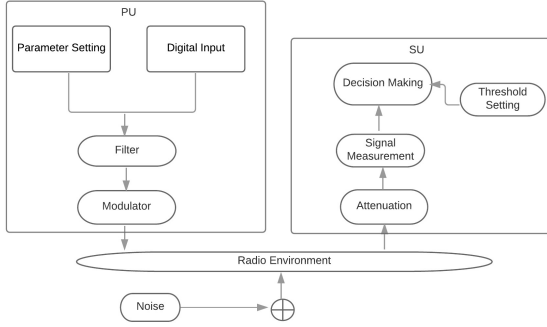 PU
Parameter Setting
Digital Input
Filter
Modulator
SU
Decision Making
Threshold
Setting
Signal
Measurement
Attenuation
Radio Environment
Noise